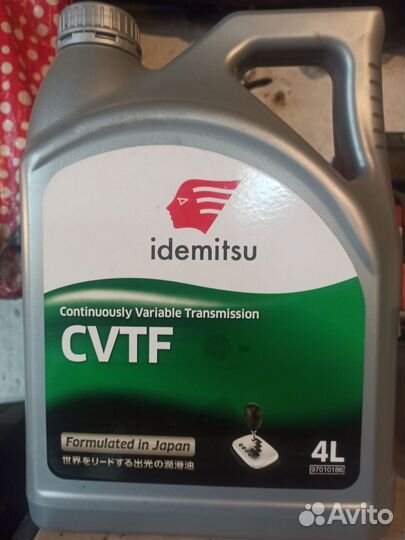 idemitsu
Continuously Variable Transmission
CVTF
Formulated in Japan
世界をリードする出光の潤滑油
4L
97010186
Avito